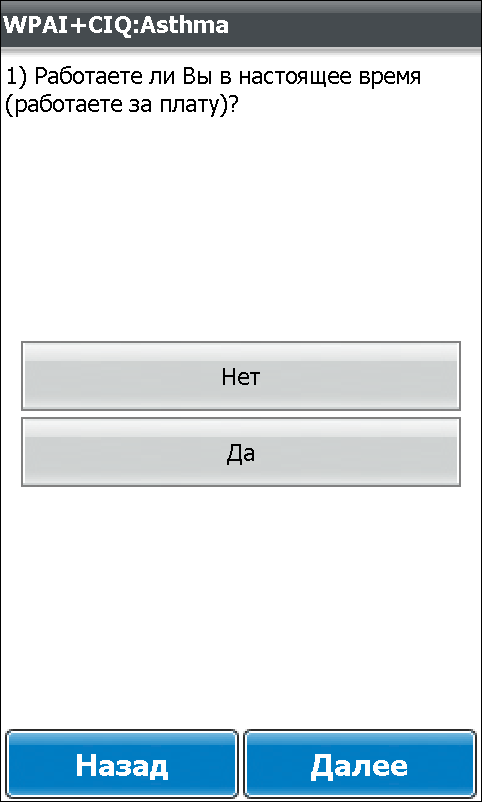 WPAI+CIQ:Asthma
1) Работаете ли Вы в настоящее время
(работаете за плату)?
Нет
Да
Назад
Далее